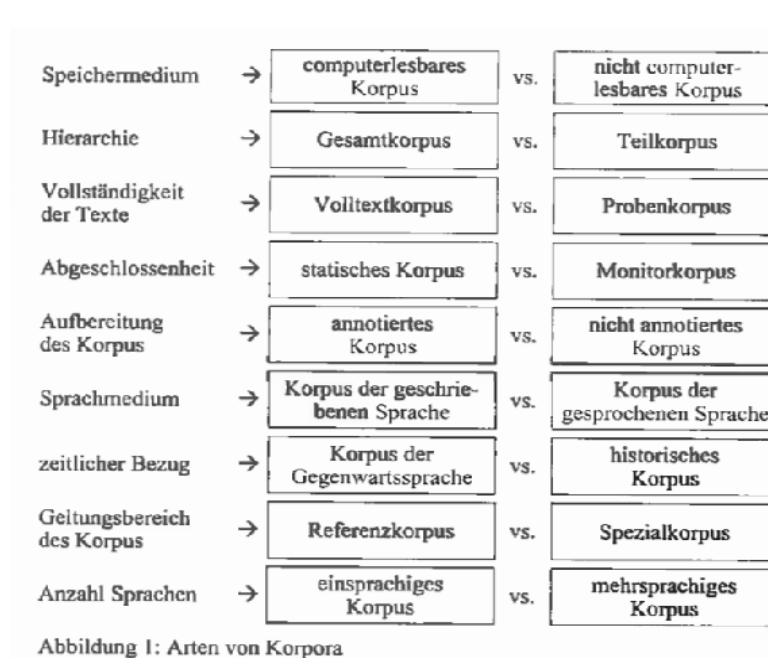 Speichermedium → computerlesbares Korpus vs. nicht computer-lesbares Korpus
Hierarchie → Gesamtkorpus vs. Teilkorpus
Vollständigkeit der Texte → Volltextkorpus vs. Probenkorpus
Abgeschlossenheit → statisches Korpus vs. Monitorkorpus
Aufbereitung des Korpus → annotiertes Korpus vs. nicht annotiertes Korpus
Sprachmedium → Korpus der geschrie-benen Sprache vs. Korpus der gesprochenen Sprache
zeitlicher Bezug → Korpus der Gegenwartssprache vs. historisches Korpus
Geltungsbereich des Korpus → Referenzkorpus vs. Spezialkorpus
Anzahl Sprachen → einsprachiges Korpus vs. mehrsprachiges Korpus
Abbildung 1: Arten von Korpora